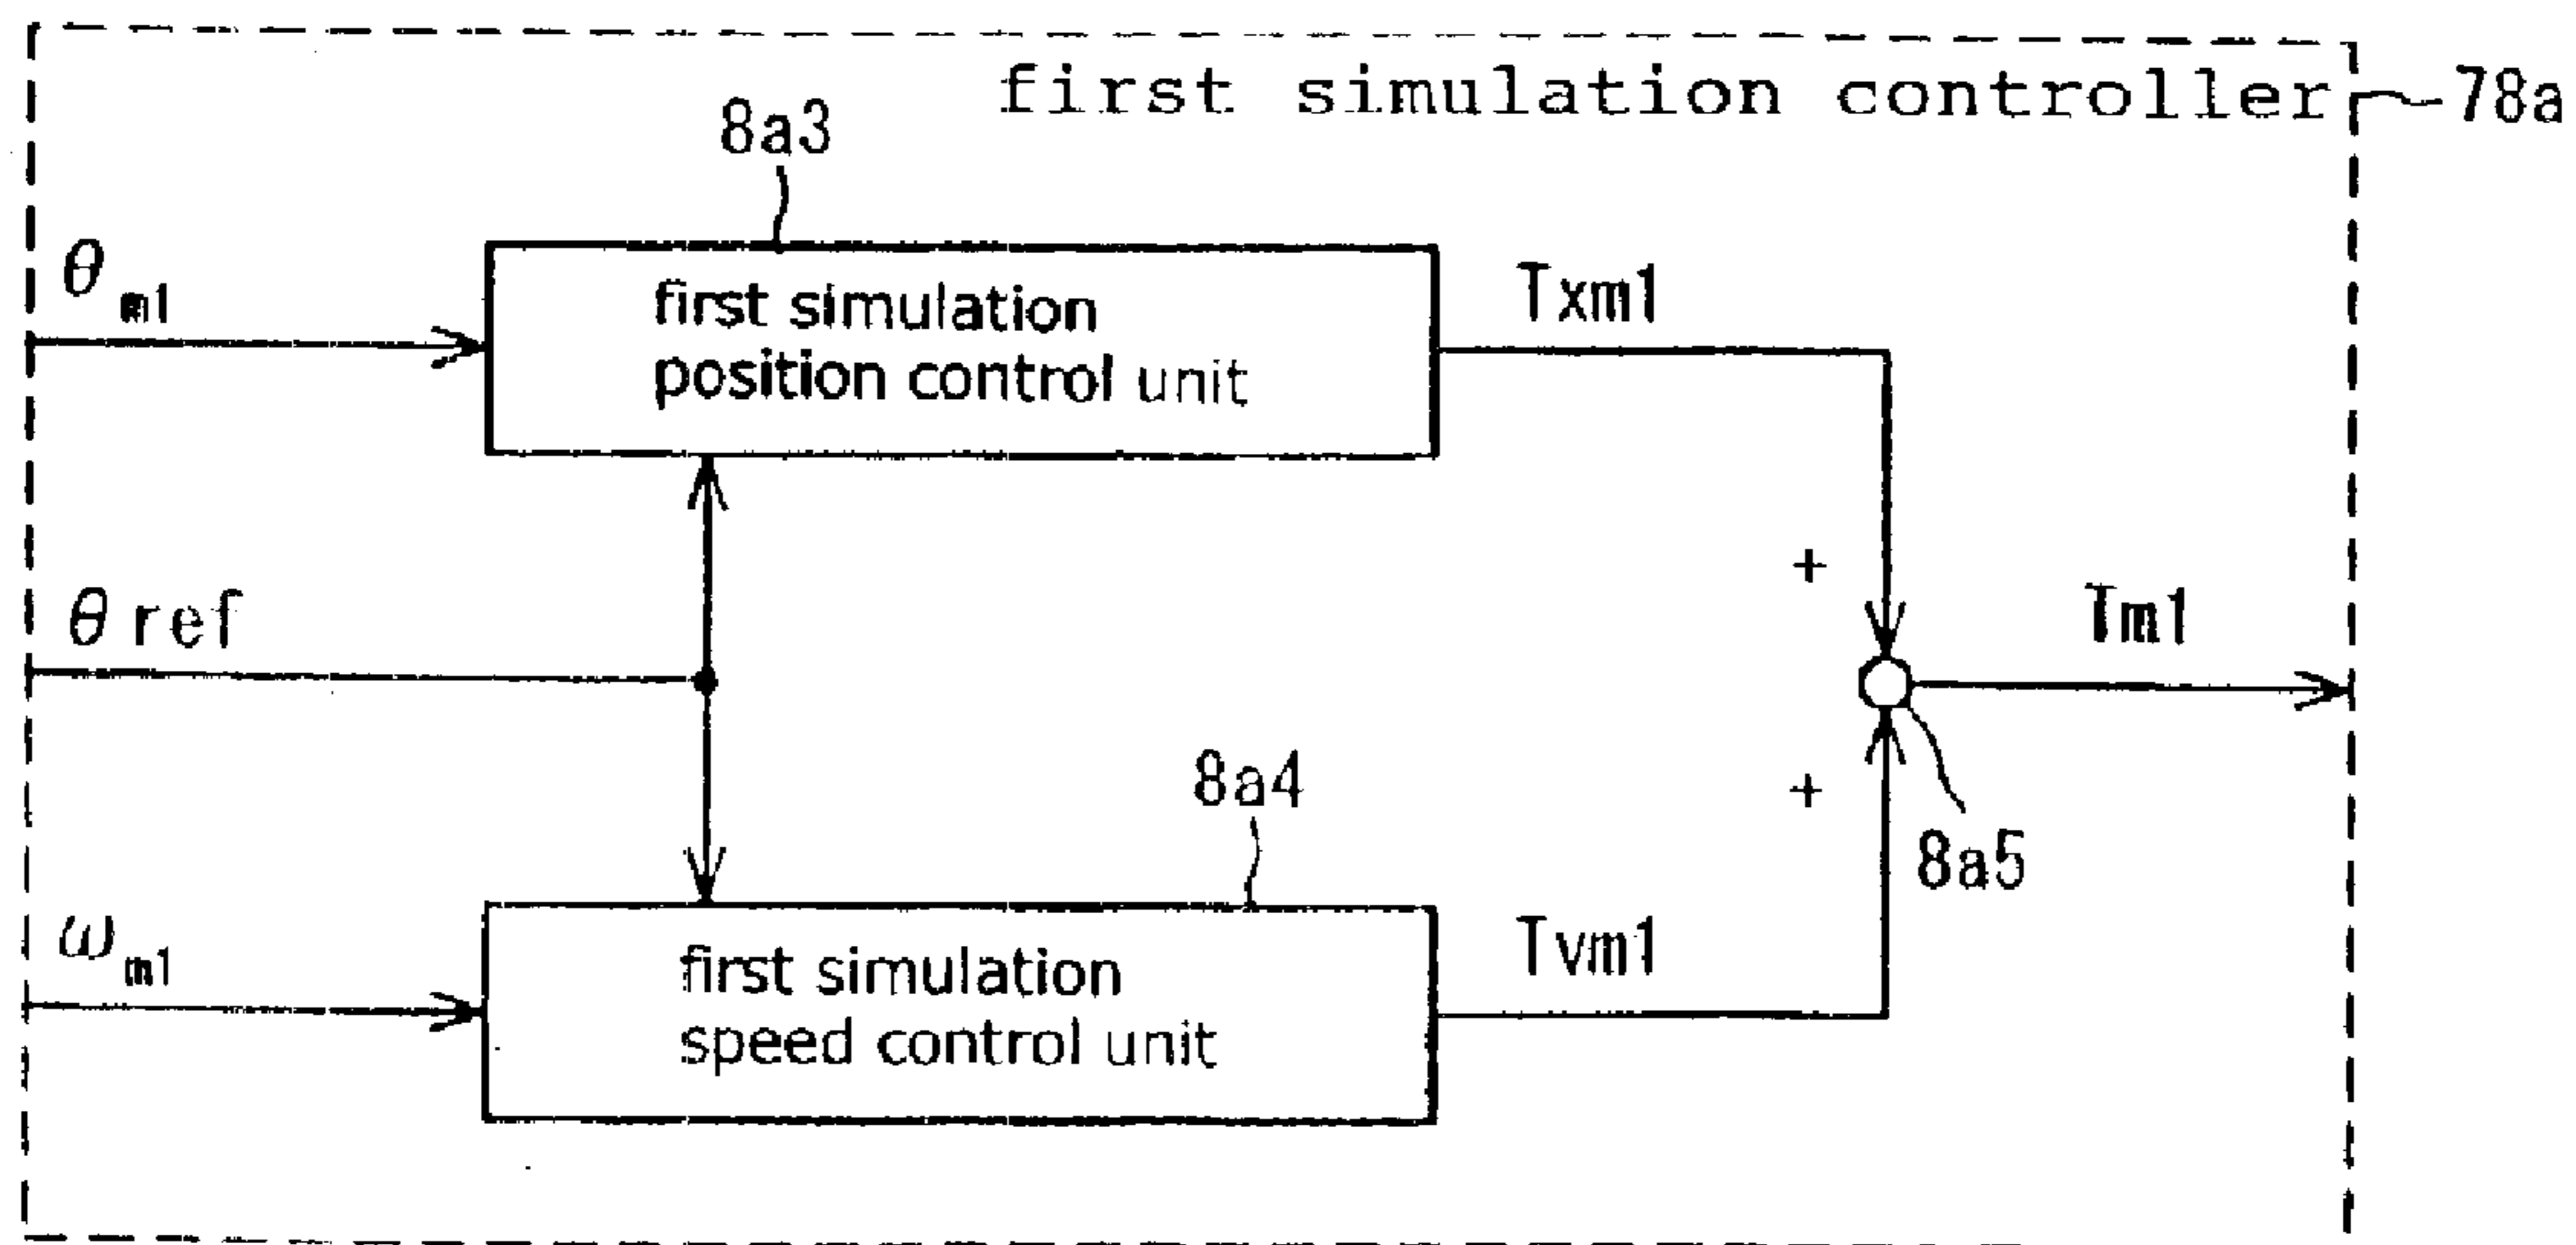 first simulation controller
78a
8a3
θm1
first simulation
position control unit
Txm1
+
θref
Tm1
8a4
+
8a5
ωm1
first simulation
speed control unit
Tvm1